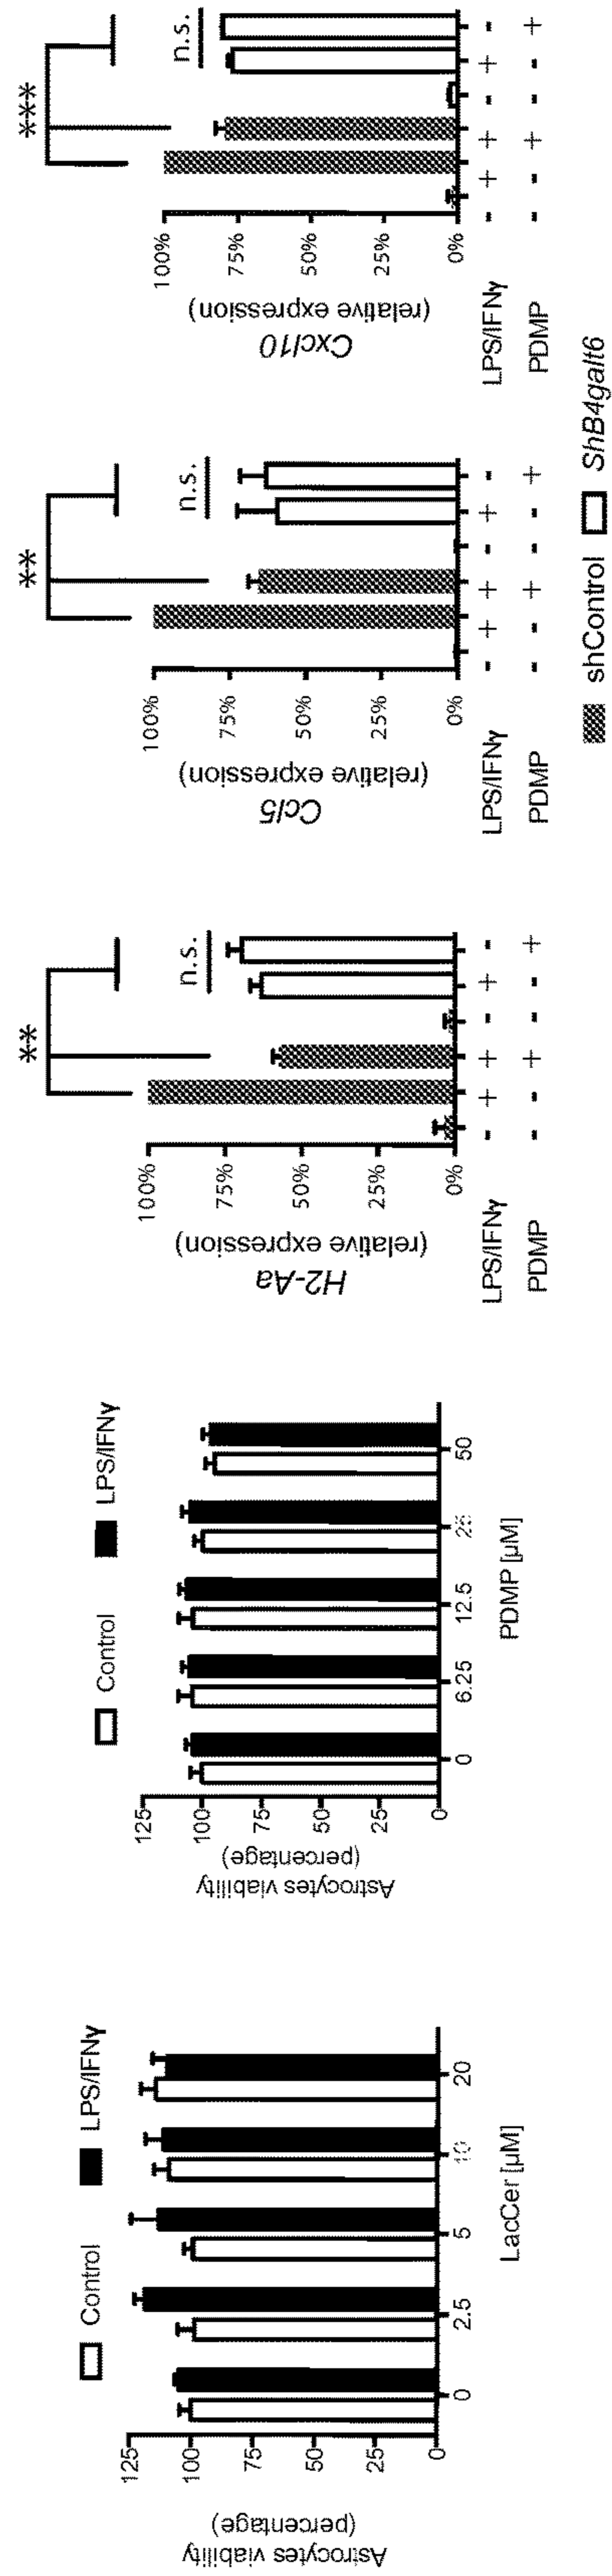 Control LPS/IFNγ
Astrocytes viability
(percentage)
125
100
75
50
25
0
0 2.5 5 10 20
LacCer [µM]
Control LPS/IFNγ
Astrocytes viability
(percentage)
125
100
75
50
25
0
0 6.25 12.5 50
PDMP [µM]
**
n.s.
H2-Aa
(relative expression)
100%
75%
50%
25%
0%
LPS/IFNγ - + + - + -
PDMP - - + - - +
**
n.s.
Ccl5
(relative expression)
100%
75%
50%
25%
0%
LPS/IFNγ - + + - + -
PDMP - - + - - +
***
n.s.
Cxcl10
(relative expression)
100%
75%
50%
25%
0%
LPS/IFNγ - + + - + -
PDMP - - + - - +
shControl ShB4galt6